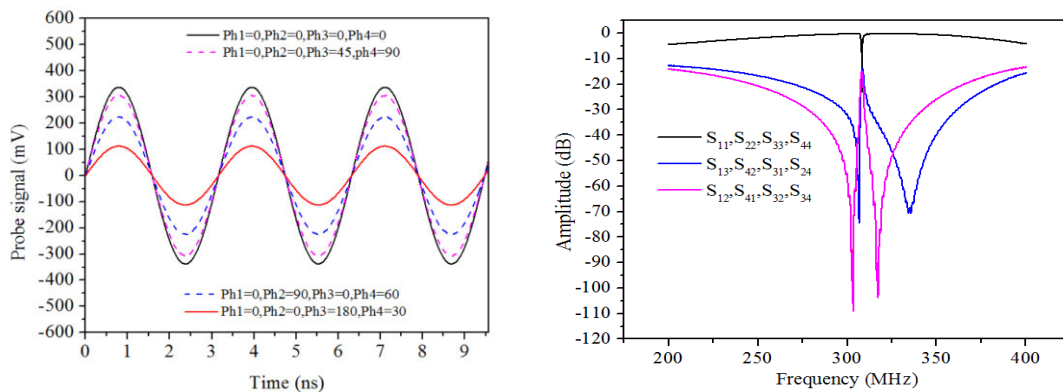 600
500
400
300
200
100
0
-100
-200
-300
-400
-500
-600
Probe signal (mV)
Ph1=0,Ph2=0,Ph3=0,Ph4=0
Ph1=0,Ph2=0,Ph3=45,ph4=90
Ph1=0,Ph2=90,Ph3=0,Ph4=60
Ph1=0,Ph2=0,Ph3=180,Ph4=30
0 1 2 3 4 5 6 7 8 9
Time (ns)
0
-10
-20
-30
-40
-50
-60
-70
-80
-90
-100
-110
-120
Amplitude (dB)
S11,S22,S33,S44
S13,S42,S31,S24
S12,S41,S32,S34
200 250 300 350 400
Frequency (MHz)